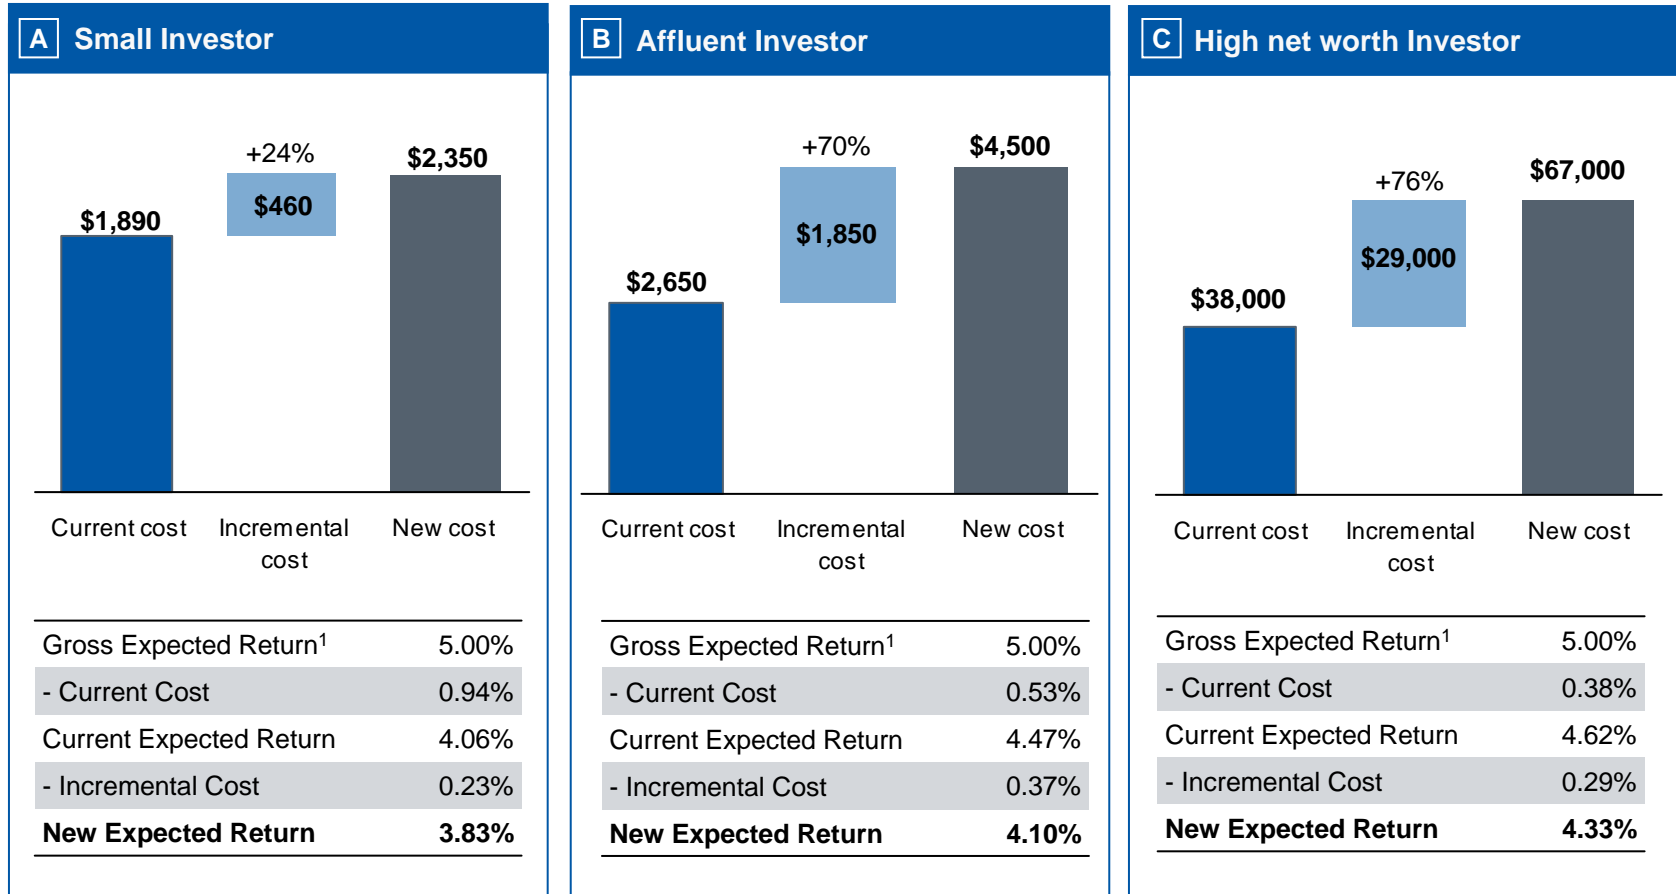 A Small Investor
+24%
$2,350
$460
$1,890
Current cost Incremental cost New cost
Gross Expected Return1 5.00%
- Current Cost 0.94%
Current Expected Return 4.06%
- Incremental Cost 0.23%
New Expected Return 3.83%
B Affluent Investor
+70%
$4,500
$1,850
$2,650
Current cost Incremental cost New cost
Gross Expected Return1 5.00%
- Current Cost 0.53%
Current Expected Return 4.47%
- Incremental Cost 0.37%
New Expected Return 4.10%
C High net worth Investor
+76%
$67,000
$29,000
$38,000
Current cost Incremental cost New cost
Gross Expected Return1 5.00%
- Current Cost 0.38%
Current Expected Return 4.62%
- Incremental Cost 0.29%
New Expected Return 4.33%